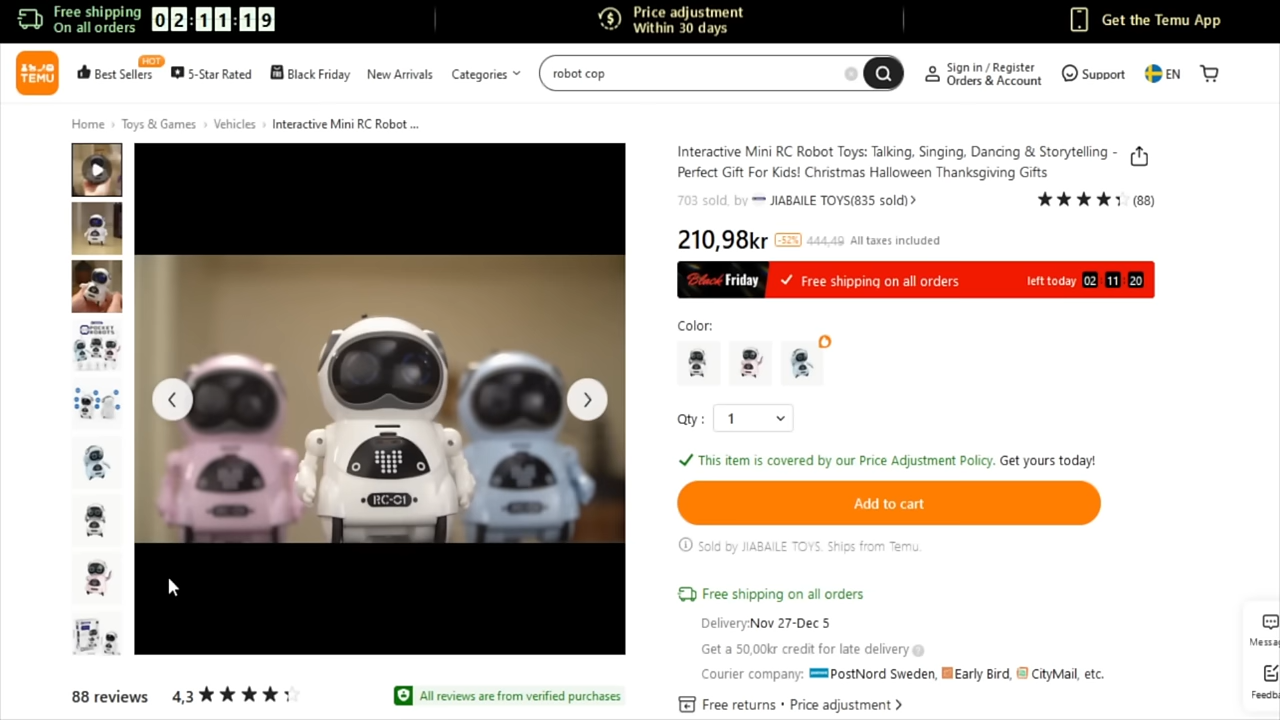 Free shipping
On all orders
02:11:19
Price adjustment
Within 30 days
Get the Temu App
TEMU
Best Sellers
HOT
5-Star Rated
Black Friday
New Arrivals
Categories
robot cop
Sign in / Register
Orders & Account
Support
EN
Home › Toys & Games › Vehicles › Interactive Mini RC Robot ...
Interactive Mini RC Robot Toys: Talking, Singing, Dancing & Storytelling -
Perfect Gift For Kids! Christmas Halloween Thanksgiving Gifts
703 sold, by JIABAILE TOYS(835 sold) >
(88)
210,98kr -52% 444,49 All taxes included
Black Friday Free shipping on all orders left today 02 11 20
Color:
Qty : 1
This item is covered by our Price Adjustment Policy. Get yours today!
Add to cart
Sold by JIABAILE TOYS. Ships from Temu.
Free shipping on all orders
Delivery:Nov 27-Dec 5
Get a 50,00kr credit for late delivery
Courier company: PostNord Sweden, Early Bird, CityMail, etc.
Free returns • Price adjustment >
POCKET
ROBOTS
RC-01
88 reviews 4,3
All reviews are from verified purchases
Messa
Feedb